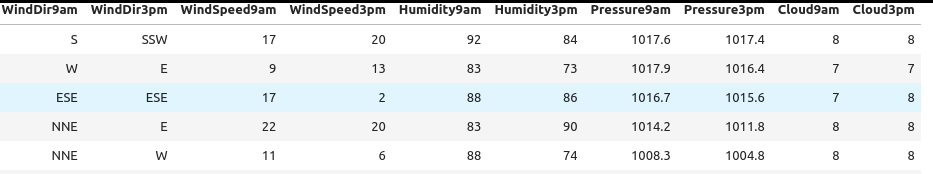 WindDir9am WindDir3pm WindSpeed9am WindSpeed3pm Humidity9am Humidity3pm Pressure9am Pressure3pm Cloud9am Cloud3pm
S SSW 17 20 92 84 1017.6 1017.4 8 8
W E 9 13 83 73 1017.9 1016.4 7 7
ESE ESE 17 2 88 86 1016.7 1015.6 7 8
NNE E 22 20 83 90 1014.2 1011.8 8 8
NNE W 11 6 88 74 1008.3 1004.8 8 8